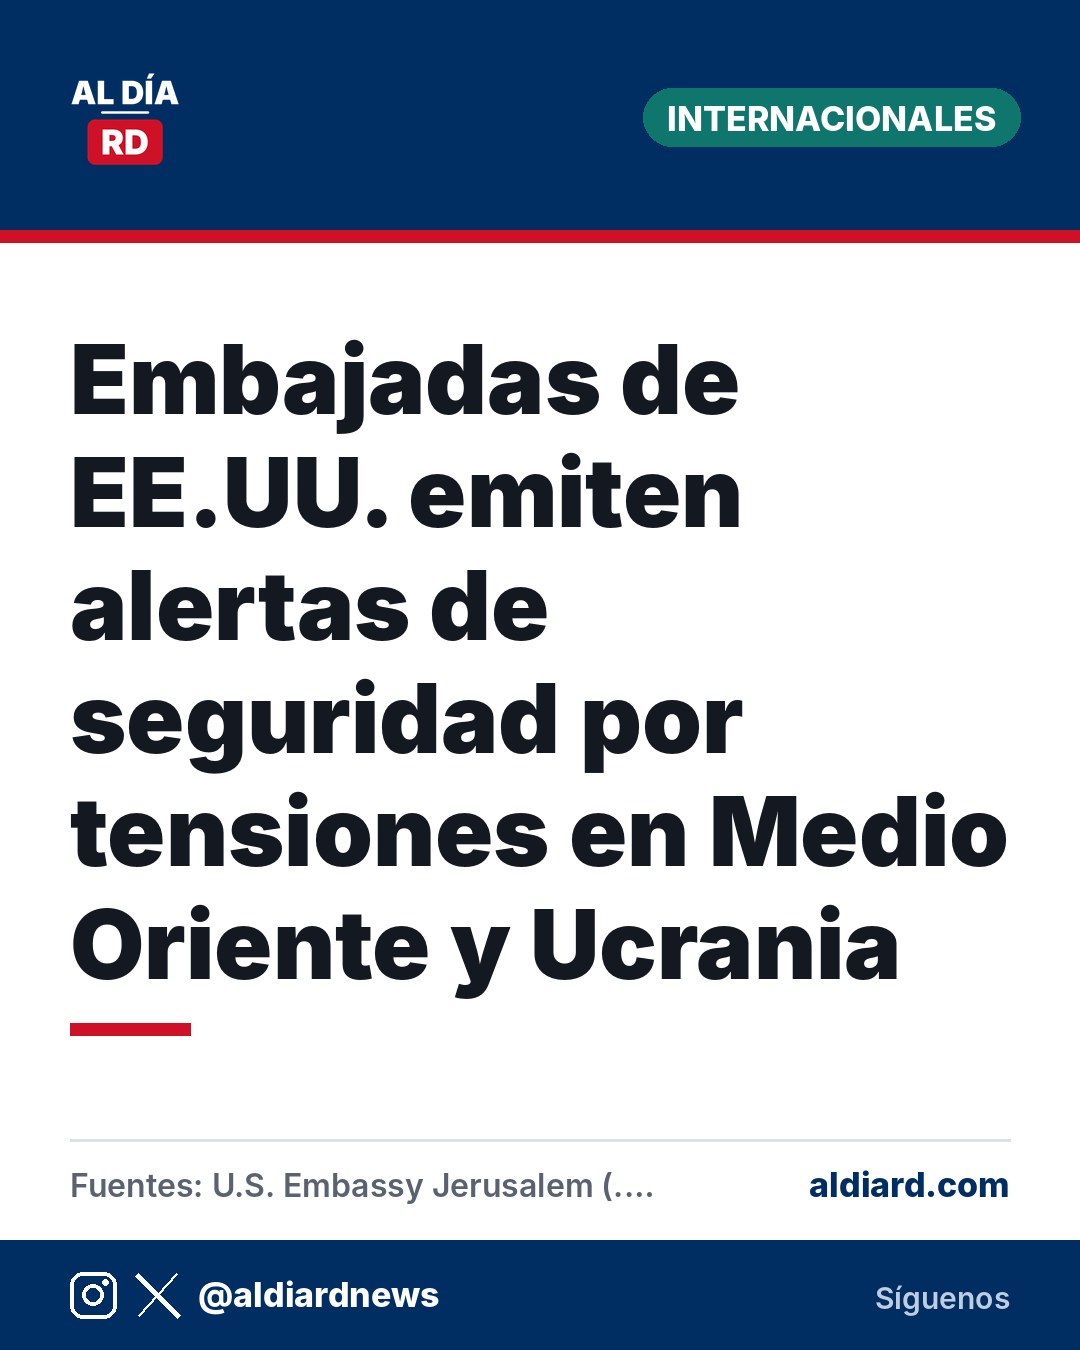 AL DÍA
RD
INTERNACIONALES
Embajadas de
EE.UU. emiten
alertas de
seguridad por
tensiones en Medio
Oriente y Ucrania
Fuentes: U.S. Embassy Jerusalem (....
aldiard.com
@aldiardnews
Síguenos